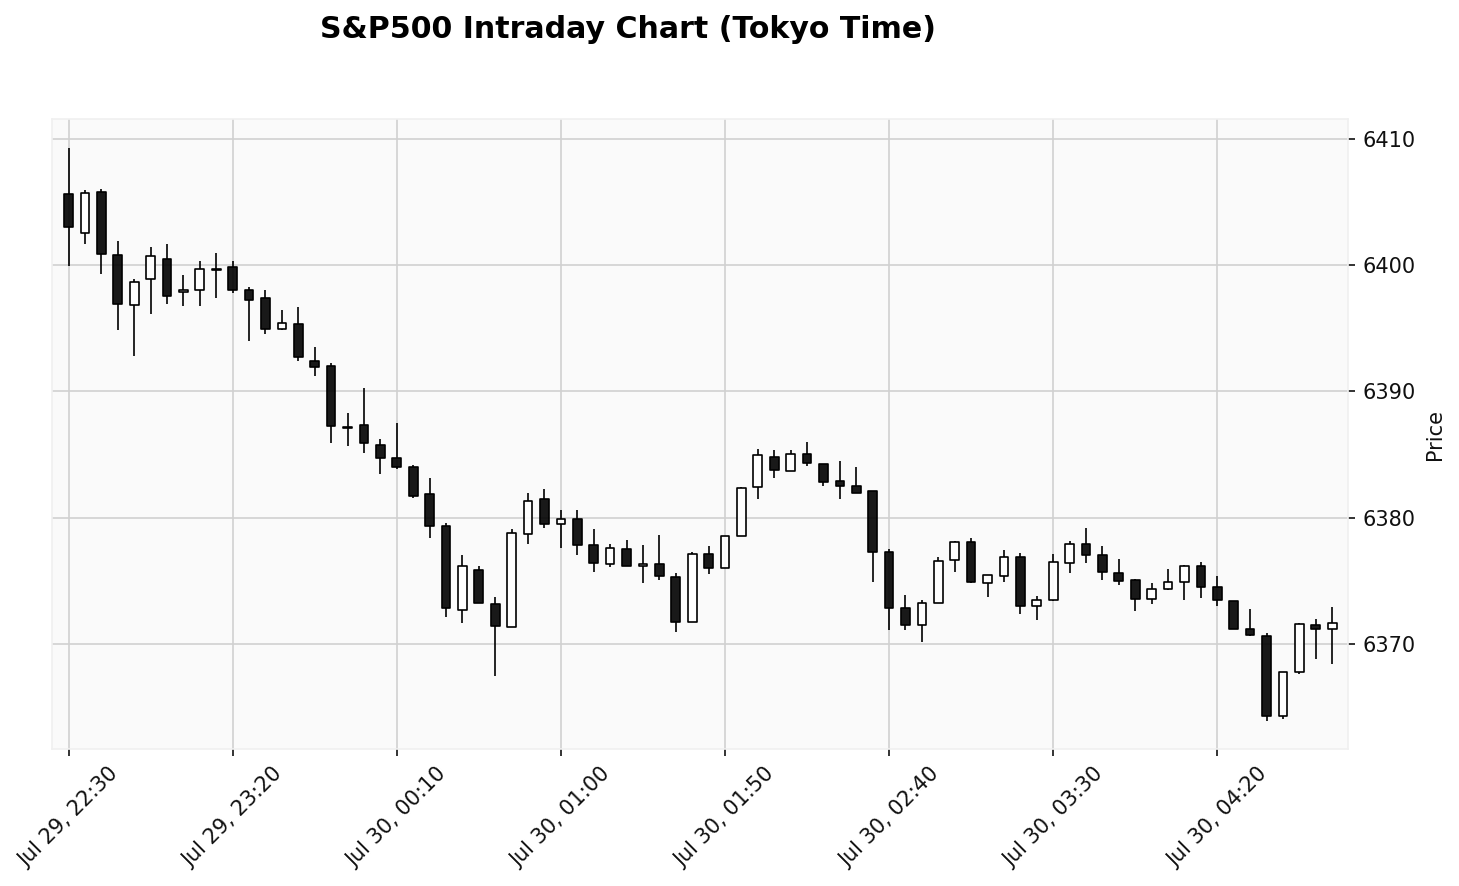 S&P500 Intraday Chart (Tokyo Time)
6410
6400
6390
6380
6370
Price
Jul 29, 22:30
Jul 29, 23:20
Jul 30, 00:10
Jul 30, 01:00
Jul 30, 01:50
Jul 30, 02:40
Jul 30, 03:30
Jul 30, 04:20